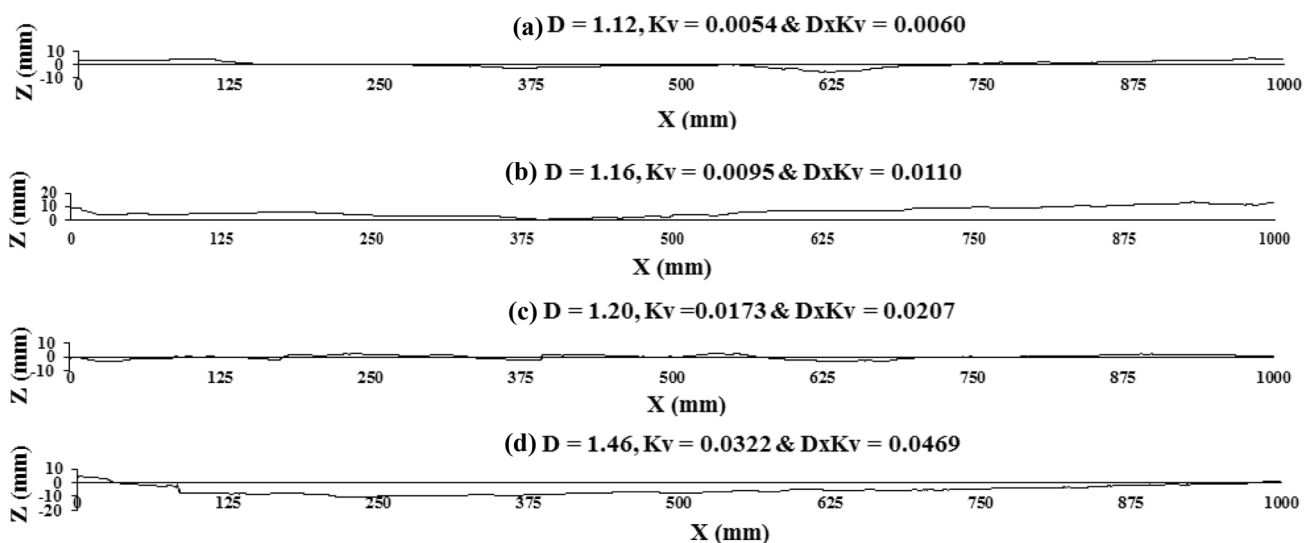 (a) D = 1.12, Kv = 0.0054 & DxKv = 0.0060
Z (mm)
10
0
-10
0 125 250 375 500 625 750 875 1000
X (mm)
(b) D = 1.16, Kv = 0.0095 & DxKv = 0.0110
Z (mm)
20
10
0
0 125 250 375 500 625 750 875 1000
X (mm)
(c) D = 1.20, Kv =0.0173 & DxKv = 0.0207
Z (mm)
10
0
-10
0 125 250 375 500 625 750 875 1000
X (mm)
(d) D = 1.46, Kv = 0.0322 & DxKv = 0.0469
Z (mm)
10
0
-10
-20
0 125 250 375 500 625 750 875 1000
X (mm)